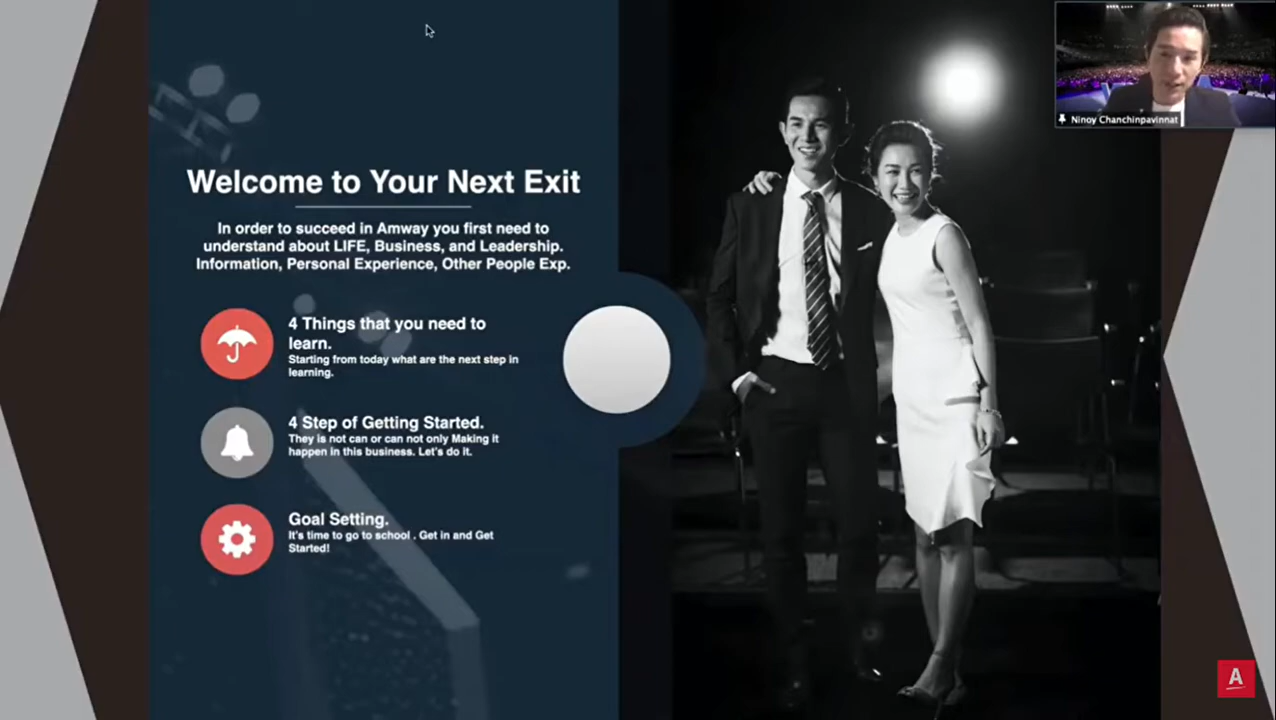 Ninoy Chanchinpavinnat
Welcome to Your Next Exit
In order to succeed in Amway you first need to
understand about LIFE, Business, and Leadership.
Information, Personal Experience, Other People Exp.
4 Things that you need to
learn.
Starting from today what are the next step in
learning.
4 Step of Getting Started.
They is not can or can not only Making it
happen in this business. Let's do it.
Goal Setting.
It's time to go to school . Get in and Get
Started!
A